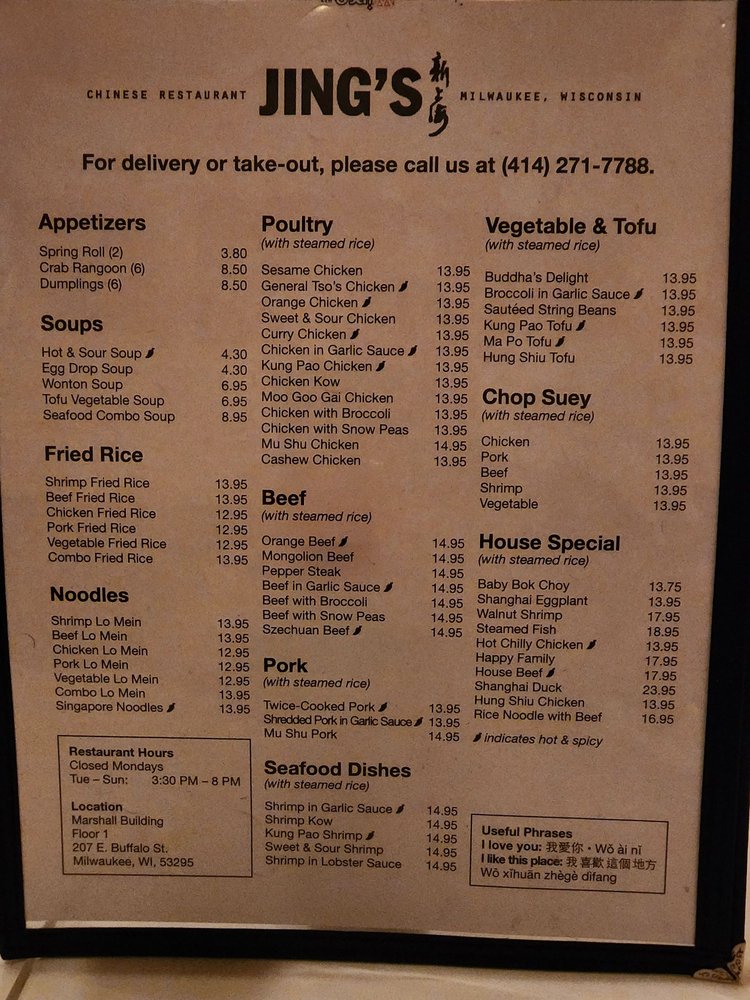 CHINESE RESTAURANT JING'S 新上海 MILWAUKEE, WISCONSIN
For delivery or take-out, please call us at (414) 271-7788.
Appetizers
Spring Roll (2) 3.80
Crab Rangoon (6) 8.50
Dumplings (6) 8.50
Soups
Hot & Sour Soup 4.30
Egg Drop Soup 4.30
Wonton Soup 6.95
Tofu Vegetable Soup 6.95
Seafood Combo Soup 8.95
Fried Rice
Shrimp Fried Rice 13.95
Beef Fried Rice 13.95
Chicken Fried Rice 12.95
Pork Fried Rice 12.95
Vegetable Fried Rice 12.95
Combo Fried Rice 13.95
Noodles
Shrimp Lo Mein 13.95
Beef Lo Mein 13.95
Chicken Lo Mein 12.95
Pork Lo Mein 12.95
Vegetable Lo Mein 12.95
Combo Lo Mein 13.95
Singapore Noodles 13.95
Restaurant Hours
Closed Mondays
Tue – Sun: 3:30 PM – 8 PM
Location
Marshall Building
Floor 1
207 E. Buffalo St.
Milwaukee, WI, 53295
Poultry
(with steamed rice)
Sesame Chicken 13.95
General Tso's Chicken 13.95
Orange Chicken 13.95
Sweet & Sour Chicken 13.95
Curry Chicken 13.95
Chicken in Garlic Sauce 13.95
Kung Pao Chicken 13.95
Chicken Kow 13.95
Moo Goo Gai Chicken 13.95
Chicken with Broccoli 13.95
Chicken with Snow Peas 13.95
Mu Shu Chicken 14.95
Cashew Chicken 13.95
Beef
(with steamed rice)
Orange Beef 14.95
Mongolion Beef 14.95
Pepper Steak 14.95
Beef in Garlic Sauce 14.95
Beef with Broccoli 14.95
Beef with Snow Peas 14.95
Szechuan Beef 14.95
Pork
(with steamed rice)
Twice-Cooked Pork 13.95
Shredded Pork in Garlic Sauce 13.95
Mu Shu Pork 14.95
Seafood Dishes
(with steamed rice)
Shrimp in Garlic Sauce 14.95
Shrimp Kow 14.95
Kung Pao Shrimp 14.95
Sweet & Sour Shrimp 14.95
Shrimp in Lobster Sauce 14.95
Vegetable & Tofu
(with steamed rice)
Buddha's Delight 13.95
Broccoli in Garlic Sauce 13.95
Sautéed String Beans 13.95
Kung Pao Tofu 13.95
Ma Po Tofu 13.95
Hung Shiu Tofu 13.95
Chop Suey
(with steamed rice)
Chicken 13.95
Pork 13.95
Beef 13.95
Shrimp 13.95
Vegetable 13.95
House Special
(with steamed rice)
Baby Bok Choy 13.75
Shanghai Eggplant 13.95
Walnut Shrimp 17.95
Steamed Fish 18.95
Hot Chilly Chicken 13.95
Happy Family 17.95
House Beef 17.95
Shanghai Duck 23.95
Hung Shiu Chicken 13.95
Rice Noodle with Beef 16.95
indicates hot & spicy
Useful Phrases
I love you: 我愛你・Wǒ ài nǐ
I like this place: 我喜歡這個地方
Wǒ xǐhuān zhègè dìfang